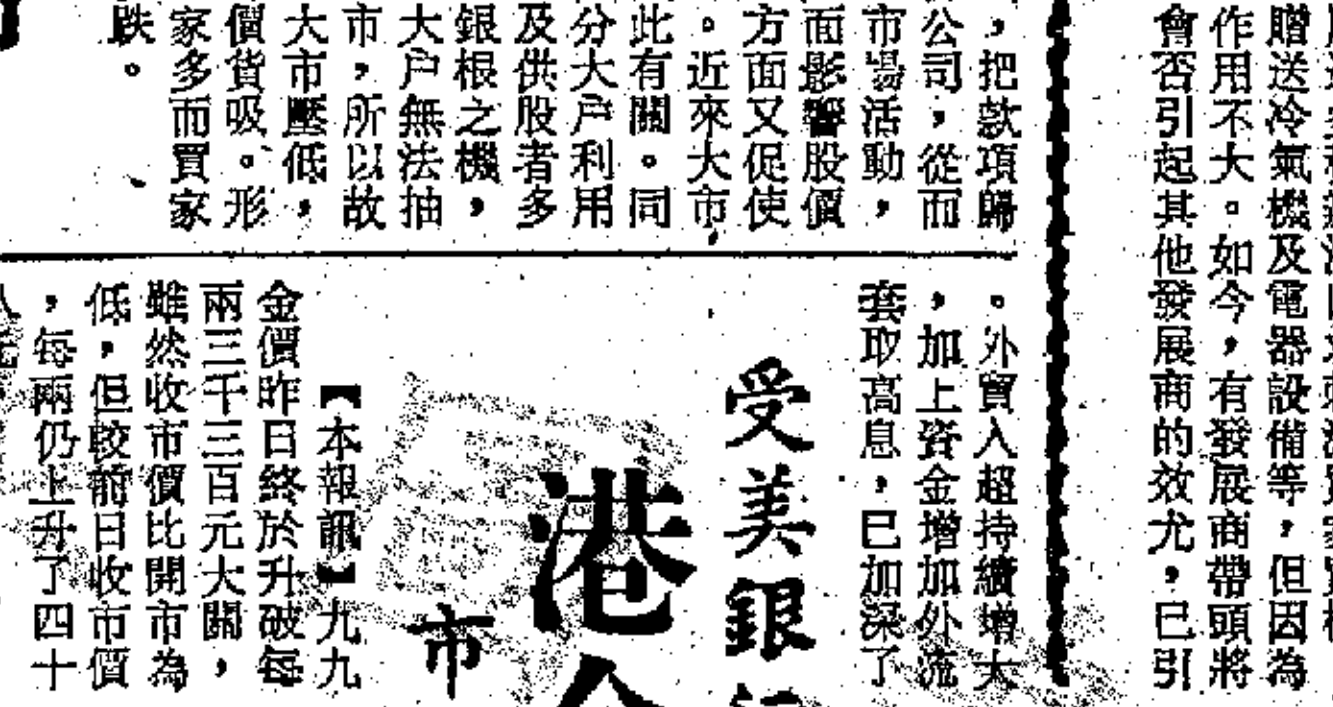 贈送冷氣機及電器設備等，但因為
作用不大。如今，有發展商帶頭將
會否引起其他發展商的效尤，已引
，把款項歸
公司，從而
市場活動，
面影響股價
方面又促使
。近來大市
此有關。同
分大戶利用
及供股者多
銀根之機，
大戶無法抽
市，所以故
大市壓低，
價貨吸。形
家多而買家
跌。
。外貿入超持續增大
，加上資金增加外流
套取高息，已加深了
受美銀
港
市
【本報訊】九九
金價昨日終於升破每
兩三千三百元大關，
雖然收市價比開市為
低，但較前日收市價
，每兩仍上升了四十